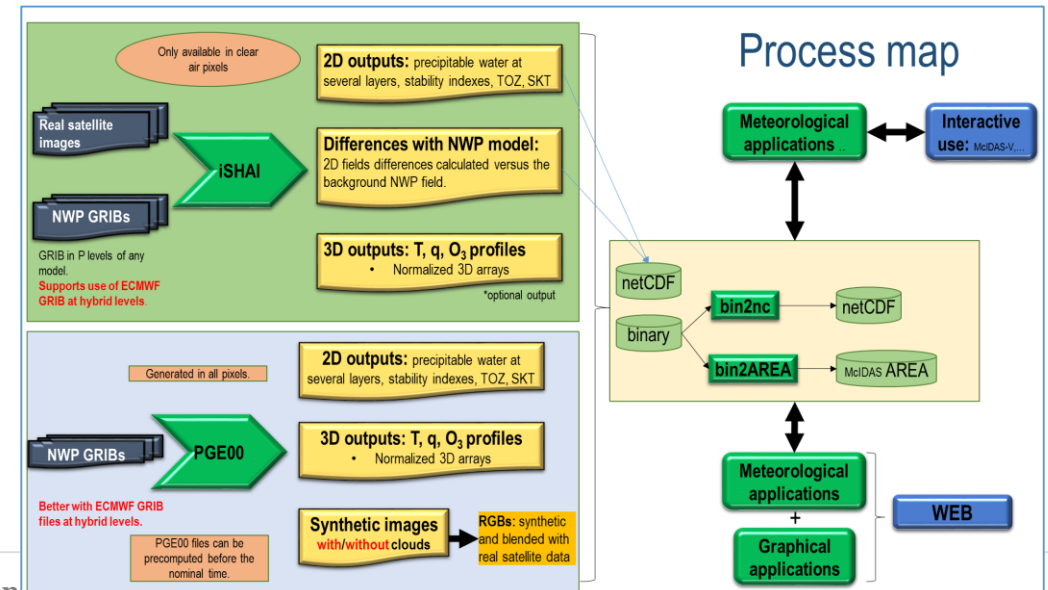 Process map
Only available in clear
air pixels
Real satellite
images
NWP GRIBs
GRIB in P levels of any
model.
Supports use of ECMWF
GRIB at hybrid levels.
iSHAI
2D outputs: precipitable water at
several layers, stability indexes, TOZ, SKT
Differences with NWP model:
2D fields differences calculated versus the
background NWP field.
3D outputs: T, q, O3 profiles
• Normalized 3D arrays
*optional output
Generated in all pixels.
NWP GRIBs
Better with ECMWF GRIB
files at hybrid levels.
PGE00
PGE00 files can be
precomputed before the
nominal time.
2D outputs: precipitable water at
several layers, stability indexes, TOZ, SKT
3D outputs: T, q, O3 profiles
• Normalized 3D arrays
Synthetic images
with/without clouds
RGBs: synthetic
and blended with
real satellite data
Meteorological
applications ..
Interactive
use: McIDAS-V,...
netCDF
binary
bin2nc
netCDF
bin2AREA
McIDAS AREA
Meteorological
applications
+
Graphical
applications
WEB